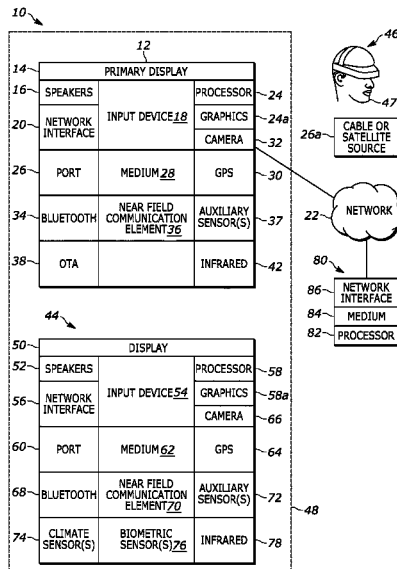 10
12
46
14
PRIMARY DISPLAY
16
SPEAKERS
INPUT DEVICE 18
PROCESSOR
24
47
20
NETWORK
INTERFACE
GRAPHICS
24a
26a
CABLE OR
SATELLITE
SOURCE
CAMERA
32
26
PORT
MEDIUM 28
GPS
30
22
NETWORK
34
BLUETOOTH
NEAR FIELD
COMMUNICATION
ELEMENT 36
AUXILIARY
SENSOR(S)
37
80
38
OTA
INFRARED
42
86
NETWORK
INTERFACE
84
MEDIUM
82
PROCESSOR
44
50
DISPLAY
52
SPEAKERS
INPUT DEVICE 54
PROCESSOR
58
56
NETWORK
INTERFACE
GRAPHICS
58a
CAMERA
66
60
PORT
MEDIUM 62
GPS
64
68
BLUETOOTH
NEAR FIELD
COMMUNICATION
ELEMENT 70
AUXILIARY
SENSOR(S)
72
74
CLIMATE
SENSOR(S)
BIOMETRIC
SENSOR(S) 76
INFRARED
78
48